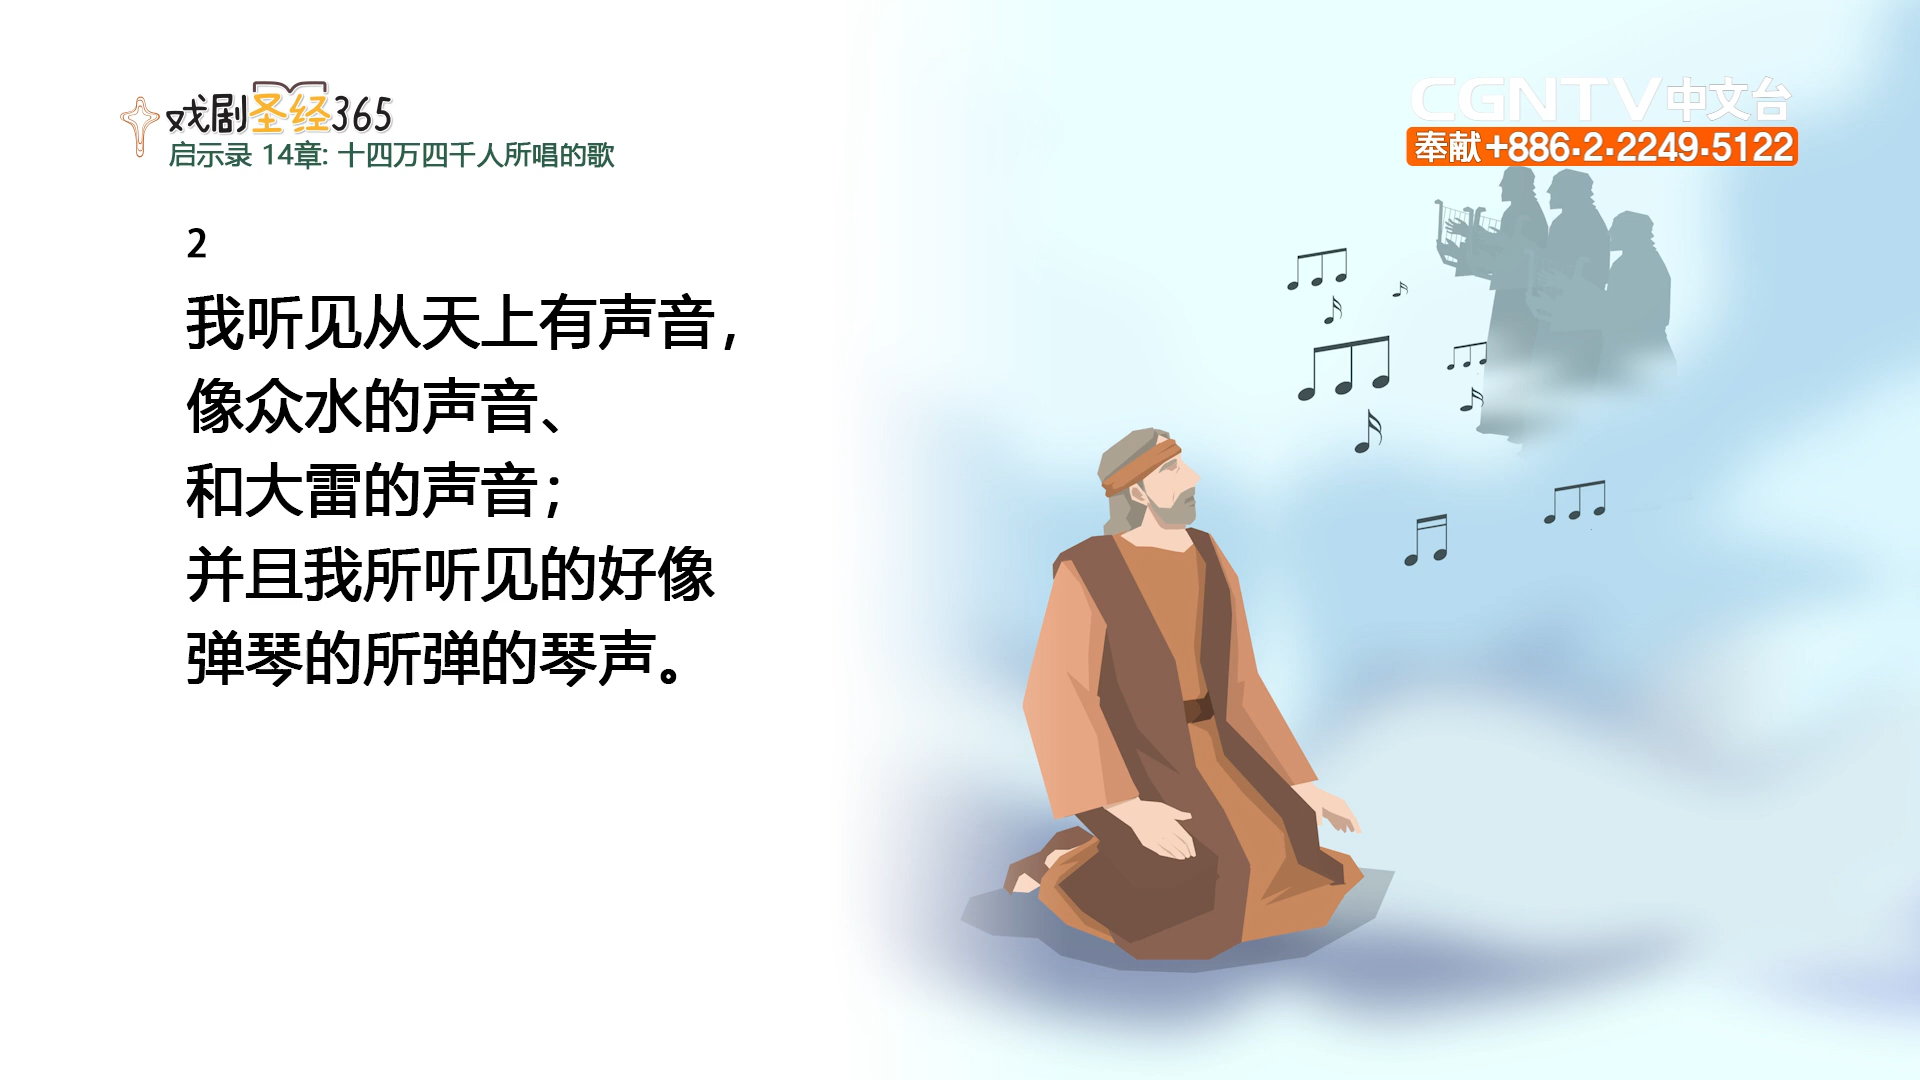 戏剧圣经365
启示录 14章: 十四万四千人所唱的歌
CGNTV中文台
奉献+886·2·2249·5122
2
我听见从天上有声音，
像众水的声音、
和大雷的声音；
并且我所听见的好像
弹琴的所弹的琴声。